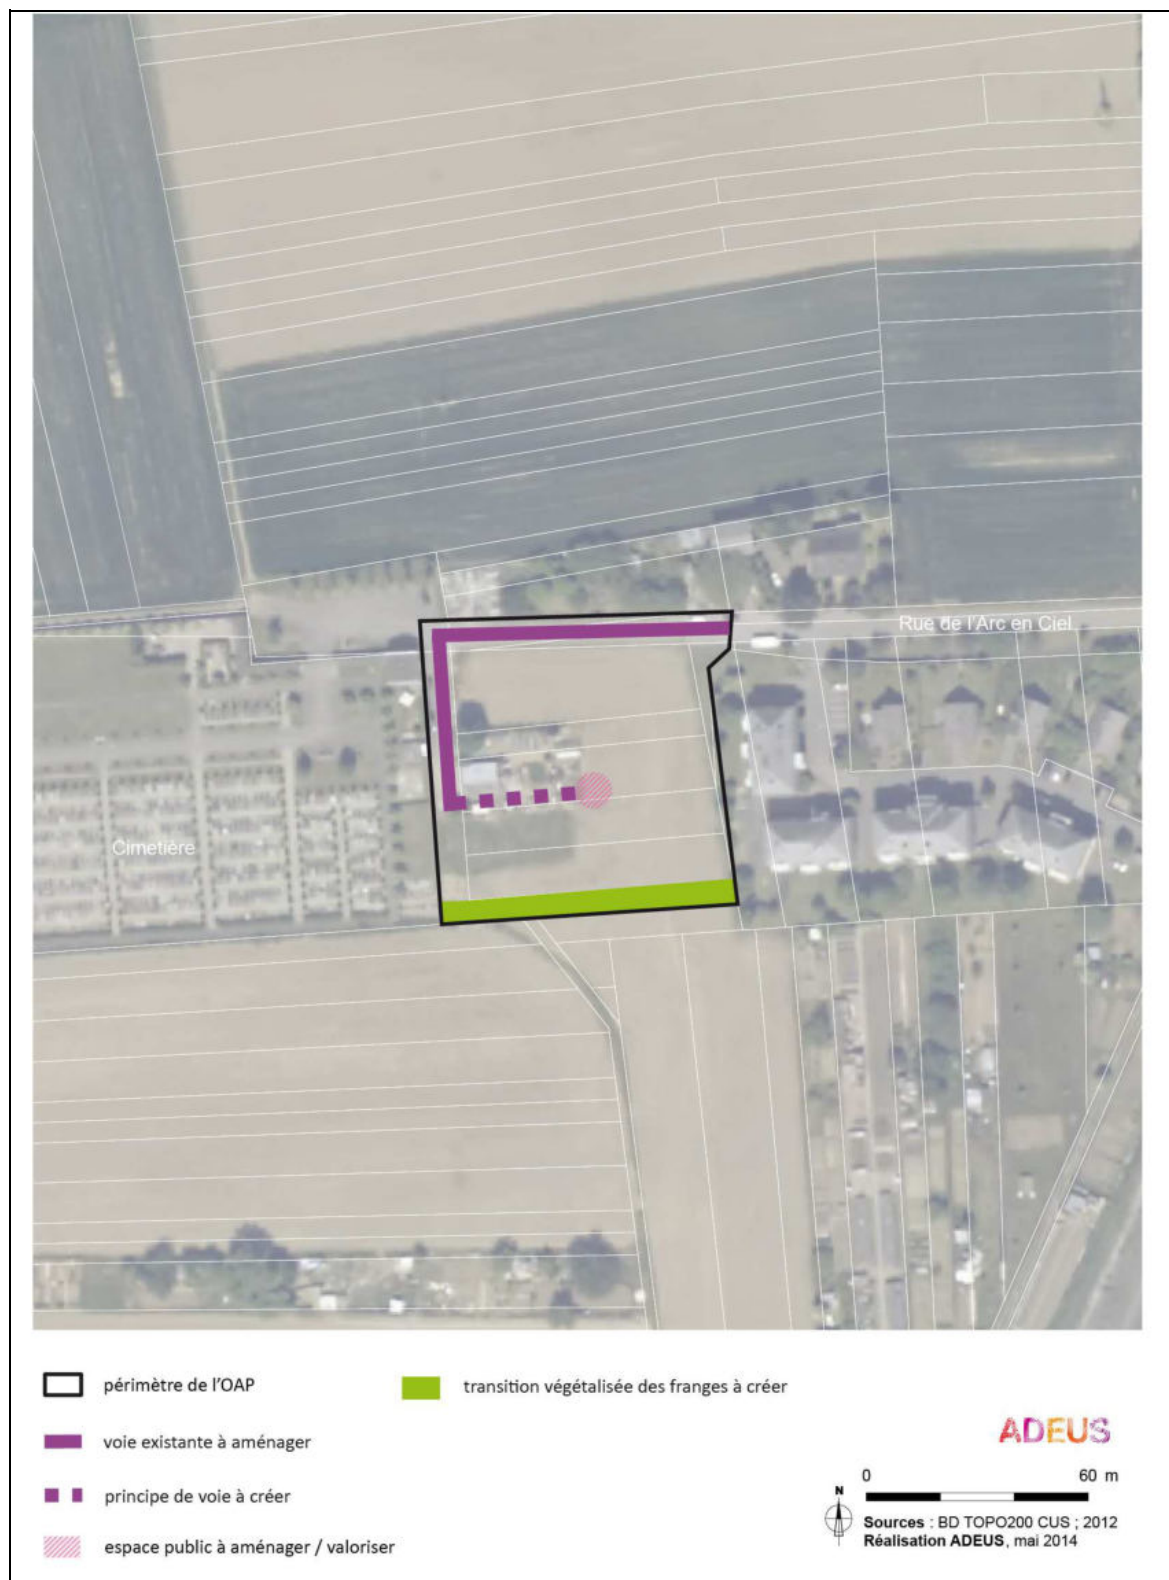 Rue de l'Arc en Ciel
Cimetière
périmètre de l'OAP
transition végétalisée des franges à créer
voie existante à aménager
principe de voie à créer
espace public à aménager / valoriser
ADEUS
0 60 m
N
Sources : BD TOPO200 CUS ; 2012
Réalisation ADEUS, mai 2014